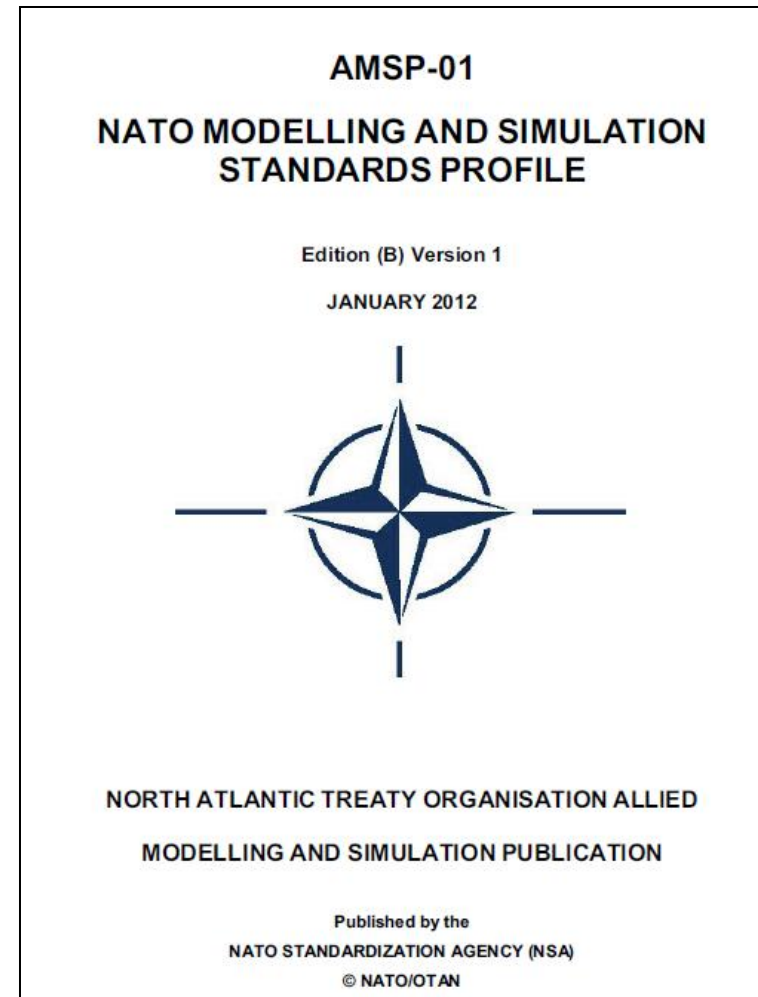 AMSP-01
NATO MODELLING AND SIMULATION
STANDARDS PROFILE
Edition (B) Version 1
JANUARY 2012
NORTH ATLANTIC TREATY ORGANISATION ALLIED
MODELLING AND SIMULATION PUBLICATION
Published by the
NATO STANDARDIZATION AGENCY (NSA)
© NATO/OTAN